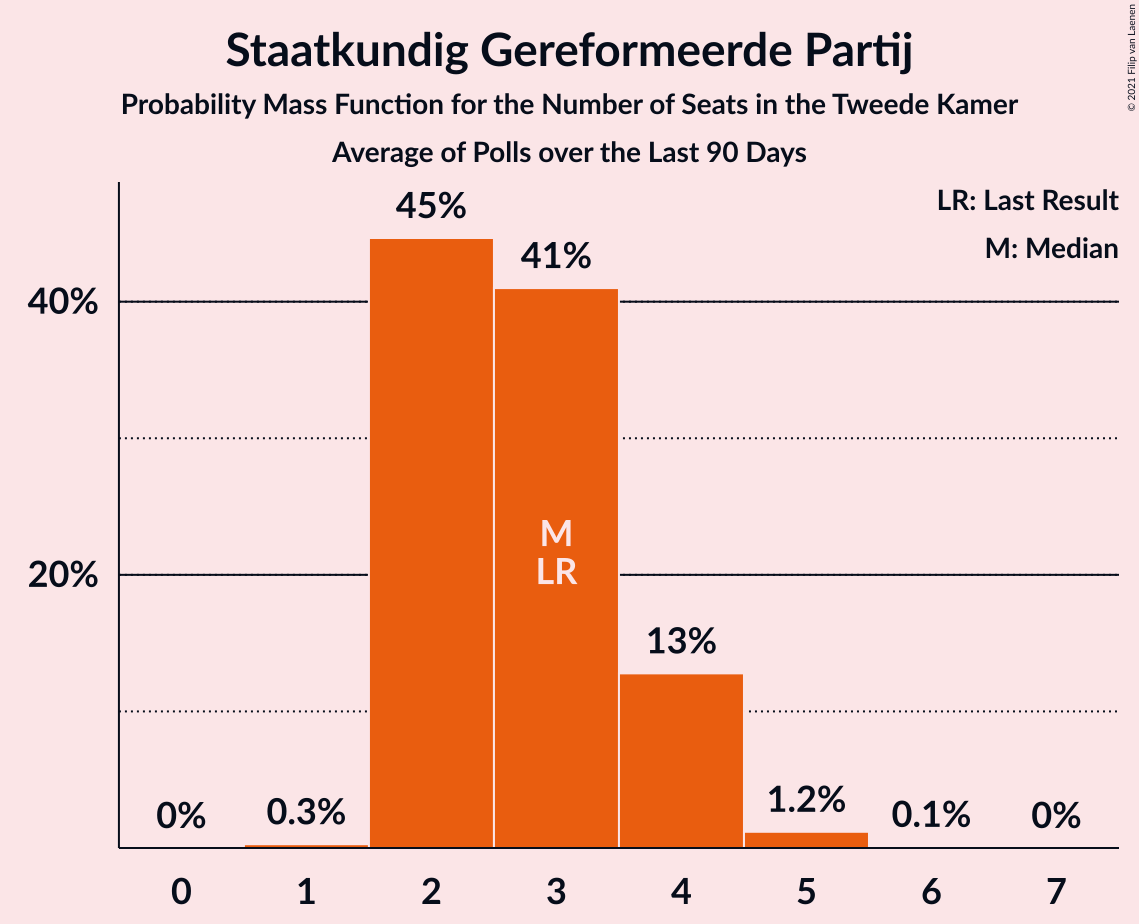 Staatkundig Gereformeerde Partij
Probability Mass Function for the Number of Seats in the Tweede Kamer
Average of Polls over the Last 90 Days
© 2021 Filip van Laenen
LR: Last Result
M: Median
45%
41%
40%
M
LR
20%
13%
0%
0.3%
1.2%
0.1%
0%
0
1
2
3
4
5
6
7